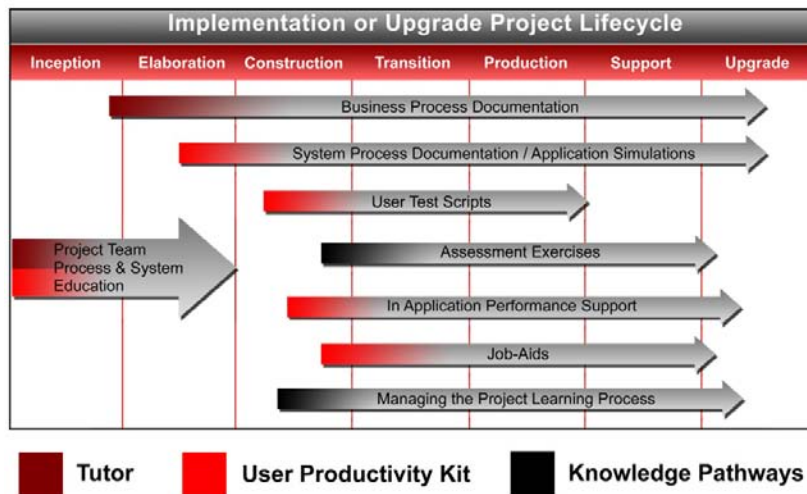 Implementation or Upgrade Project Lifecycle
Inception Elaboration Construction Transition Production Support Upgrade
Business Process Documentation
System Process Documentation / Application Simulations
User Test Scripts
Project Team
Process & System
Education
Assessment Exercises
In Application Performance Support
Job-Aids
Managing the Project Learning Process
Tutor User Productivity Kit Knowledge Pathways